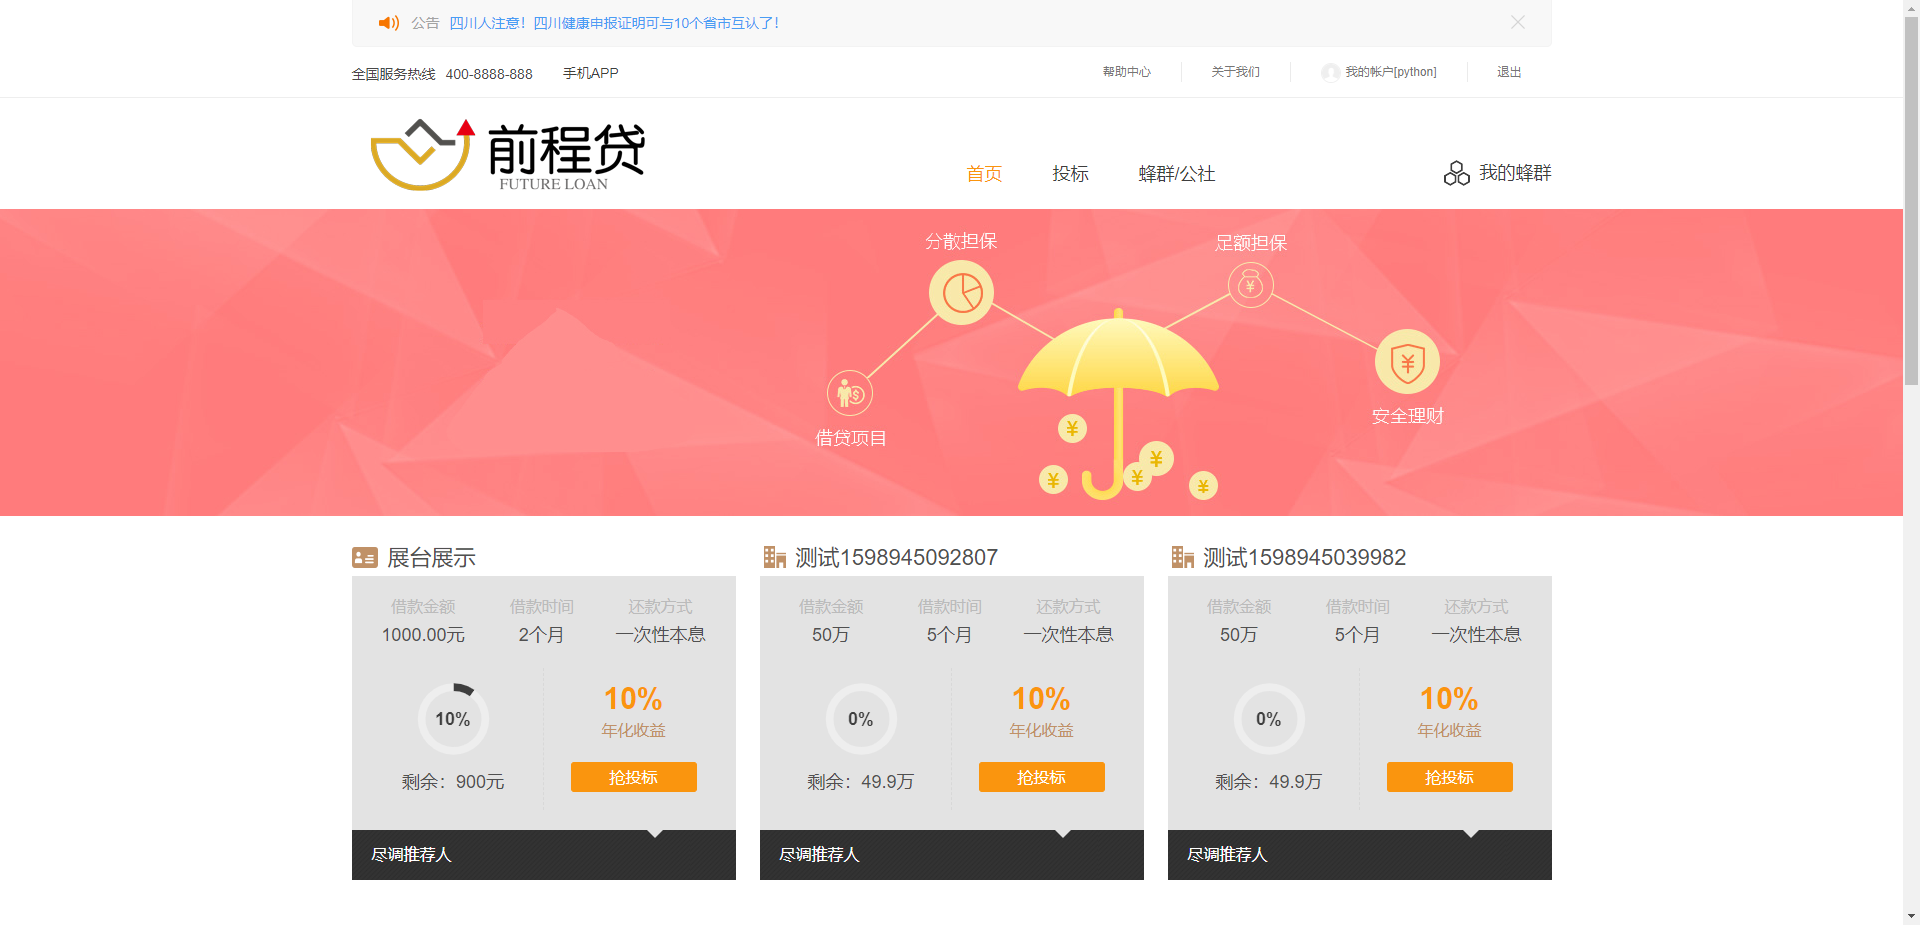 公告 四川人注意！四川健康申报证明可与10个省市互认了！
全国服务热线 400-8888-888 手机APP 帮助中心 关于我们 我的帐户[python] 退出
前程贷
FUTURE LOAN
首页 投标 蜂群/公社 我的蜂群
分散担保 足额担保
借贷项目 安全理财
展台展示 测试1598945092807 测试1598945039982
借款金额 借款时间 还款方式 借款金额 借款时间 还款方式 借款金额 借款时间 还款方式
1000.00元 2个月 一次性本息 50万 5个月 一次性本息 50万 5个月 一次性本息
10% 10% 0% 10% 0% 10%
年化收益 年化收益 年化收益
剩余：900元 抢投标 剩余：49.9万 抢投标 剩余：49.9万 抢投标
尽调推荐人 尽调推荐人 尽调推荐人